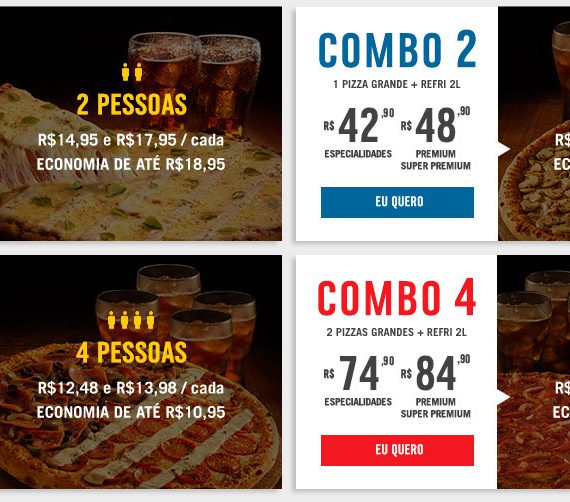 2 PESSOAS
R$14,95 e R$17,95 / cada
ECONOMIA DE ATÉ R$18,95
COMBO 2
1 PIZZA GRANDE + REFRI 2L
R$ 42,90 R$ 48,90
ESPECIALIDADES PREMIUM
SUPER PREMIUM
EU QUERO
R$
EC
4 PESSOAS
R$12,48 e R$13,98 / cada
ECONOMIA DE ATÉ R$10,95
COMBO 4
2 PIZZAS GRANDES + REFRI 2L
R$ 74,90 R$ 84,90
ESPECIALIDADES PREMIUM
SUPER PREMIUM
EU QUERO
R$
EC